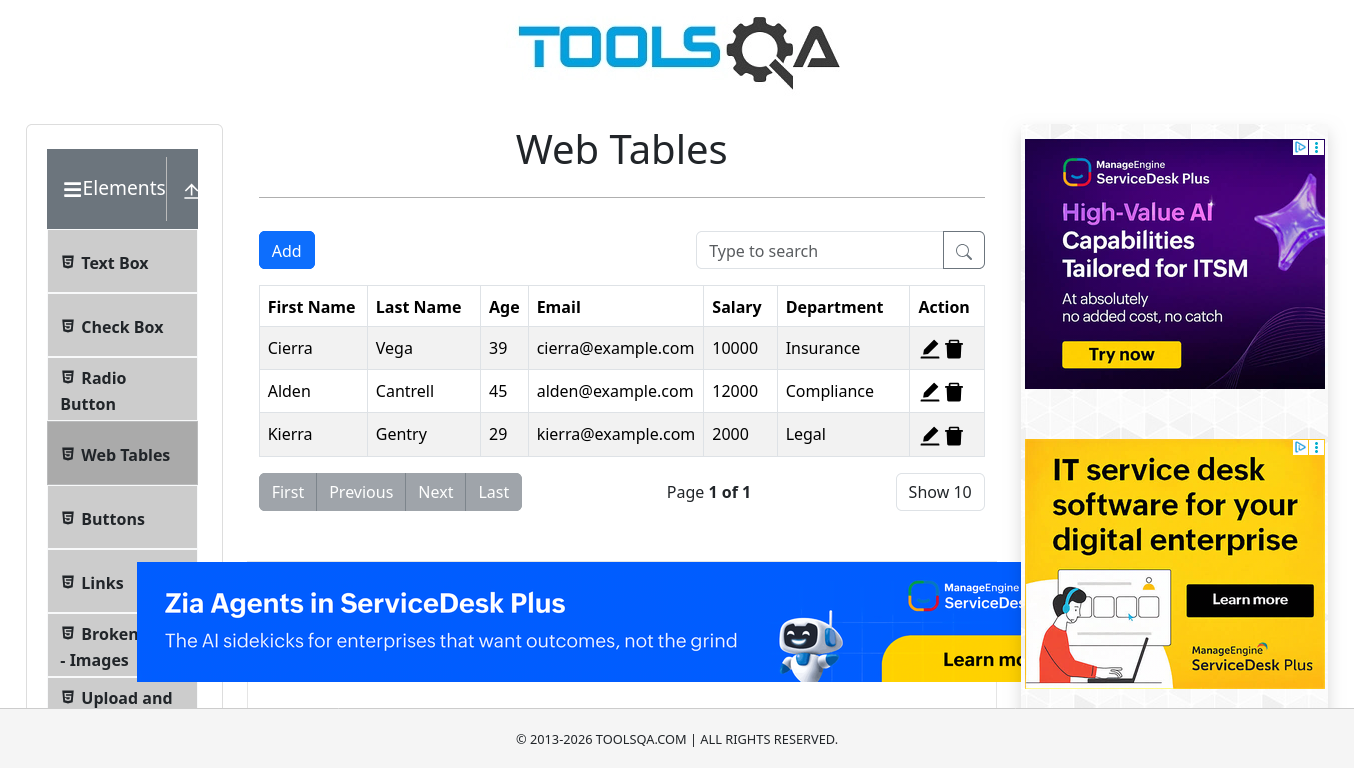 TOOLSQA
Web Tables
Elements
Text Box
Check Box
Radio
Button
Web Tables
Buttons
Links
Broken
- Images
Upload and
Add
Type to search
First Name Last Name Age Email Salary Department Action
Cierra Vega 39 cierra@example.com 10000 Insurance
Alden Cantrell 45 alden@example.com 12000 Compliance
Kierra Gentry 29 kierra@example.com 2000 Legal
First Previous Next Last Page 1 of 1 Show 10
ManageEngine
ServiceDesk Plus
High-Value AI
Capabilities
Tailored for ITSM
At absolutely
no added cost, no catch
Try now
IT service desk
software for your
digital enterprise
Learn more
ManageEngine
ServiceDesk Plus
Zia Agents in ServiceDesk Plus
The AI sidekicks for enterprises that want outcomes, not the grind
ManageEngine
© 2013-2026 TOOLSQA.COM | ALL RIGHTS RESERVED.